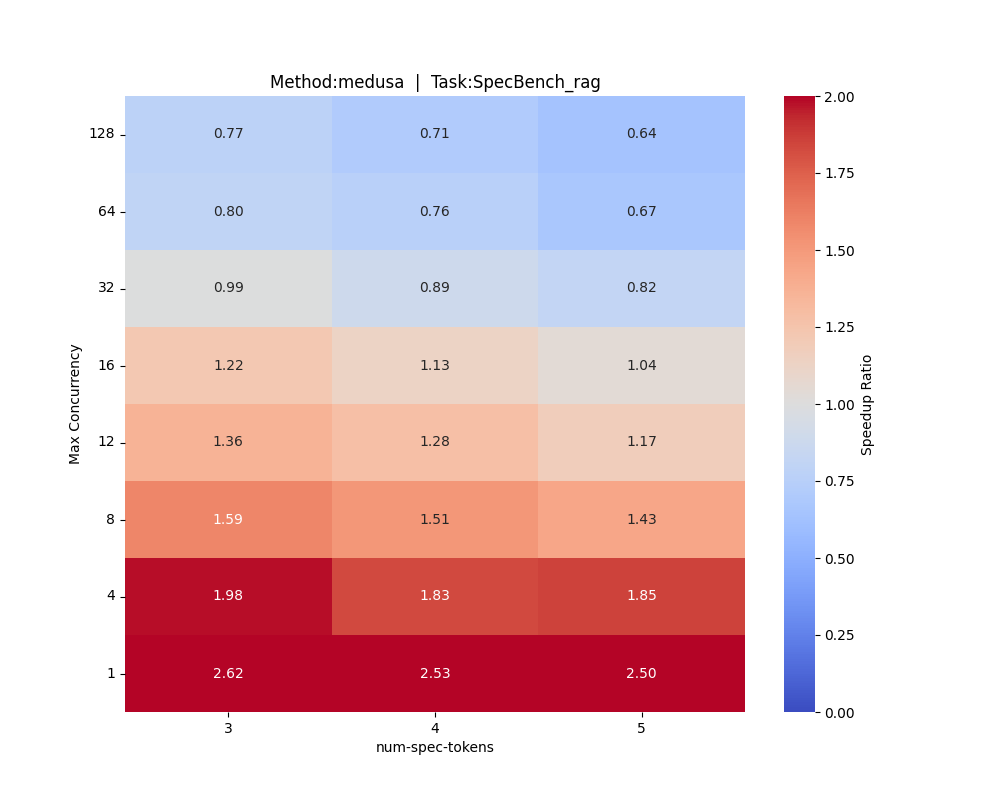 Method:medusa | Task:SpecBench_rag
128 0.77 0.71 0.64
64 0.80 0.76 0.67
32 0.99 0.89 0.82
16 1.22 1.13 1.04
12 1.36 1.28 1.17
8 1.59 1.51 1.43
4 1.98 1.83 1.85
1 2.62 2.53 2.50
3 4 5
num-spec-tokens
Max Concurrency
2.00
1.75
1.50
1.25
1.00
0.75
0.50
0.25
0.00
Speedup Ratio